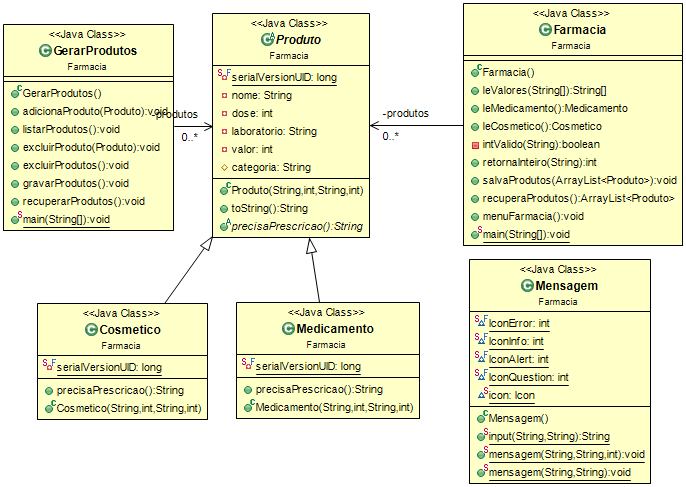 <<Java Class>>
GerarProdutos
Farmacia
GerarProdutos()
adicionaProduto(Produto):void
listarProdutos():void
excluirProduto(Produto):void
excluirProdutos():void
gravarProdutos():void
recuperarProdutos():void
main(String[]):void
-produtos
0..*
<<Java Class>>
Produto
Farmacia
serialVersionUID: long
nome: String
dose: int
laboratorio: String
valor: int
categoria: String
Produto(String,int,String,int)
toString():String
precisaPrescricao():String
-produtos
0..*
<<Java Class>>
Farmacia
Farmacia
Farmacia()
leValores(String[]):String[]
leMedicamento():Medicamento
leCosmetico():Cosmetico
intValido(String):boolean
retornaInteiro(String):int
salvaProdutos(ArrayList<Produto>):void
recuperaProdutos():ArrayList<Produto>
menuFarmacia():void
main(String[]):void
<<Java Class>>
Cosmetico
Farmacia
serialVersionUID: long
precisaPrescricao():String
Cosmetico(String,int,String,int)
<<Java Class>>
Medicamento
Farmacia
serialVersionUID: long
precisaPrescricao():String
Medicamento(String,int,String,int)
<<Java Class>>
Mensagem
Farmacia
IconError: int
IconInfo: int
IconAlert: int
IconQuestion: int
icon: Icon
Mensagem()
input(String,String):String
mensagem(String,String,int):void
mensagem(String,String):void